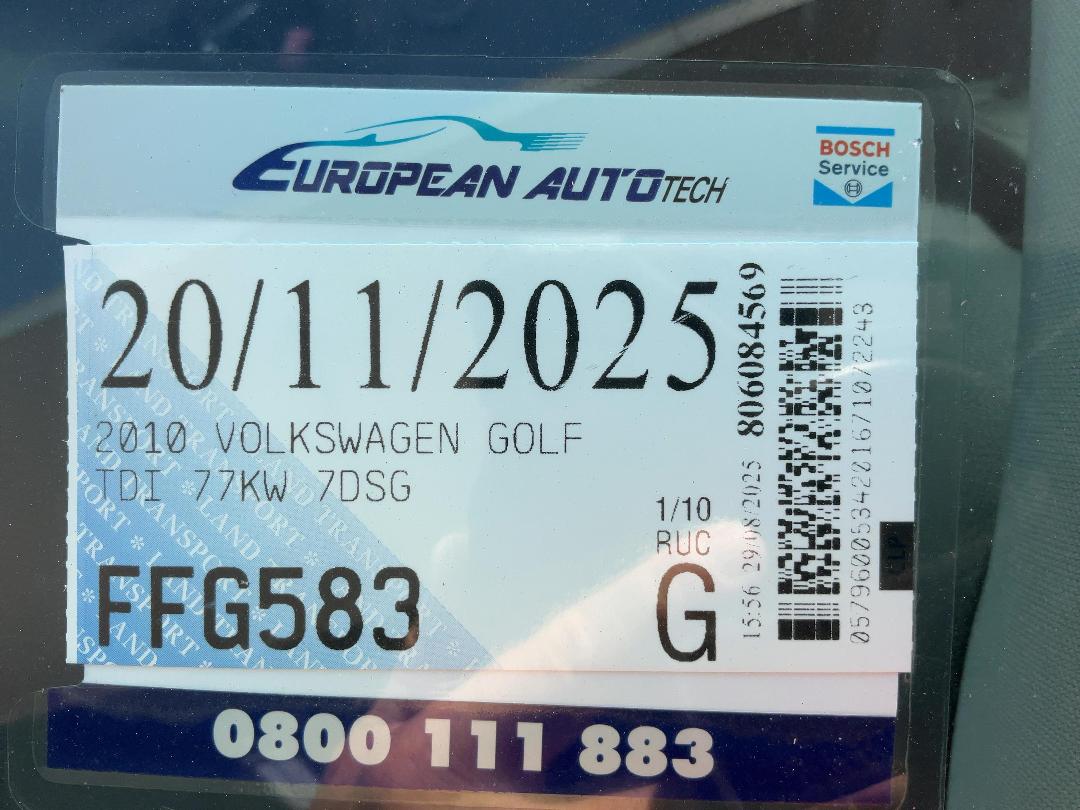 EUROPEAN AUTOTECH
BOSCH
Service
20/11/2025
2010 VOLKSWAGEN GOLF
TDI 77KW 7DSG
1/10
RUC
FFG583
G
15:56 29/08/2025 806084569
0579600534201671072243
CLP
0800 111 883